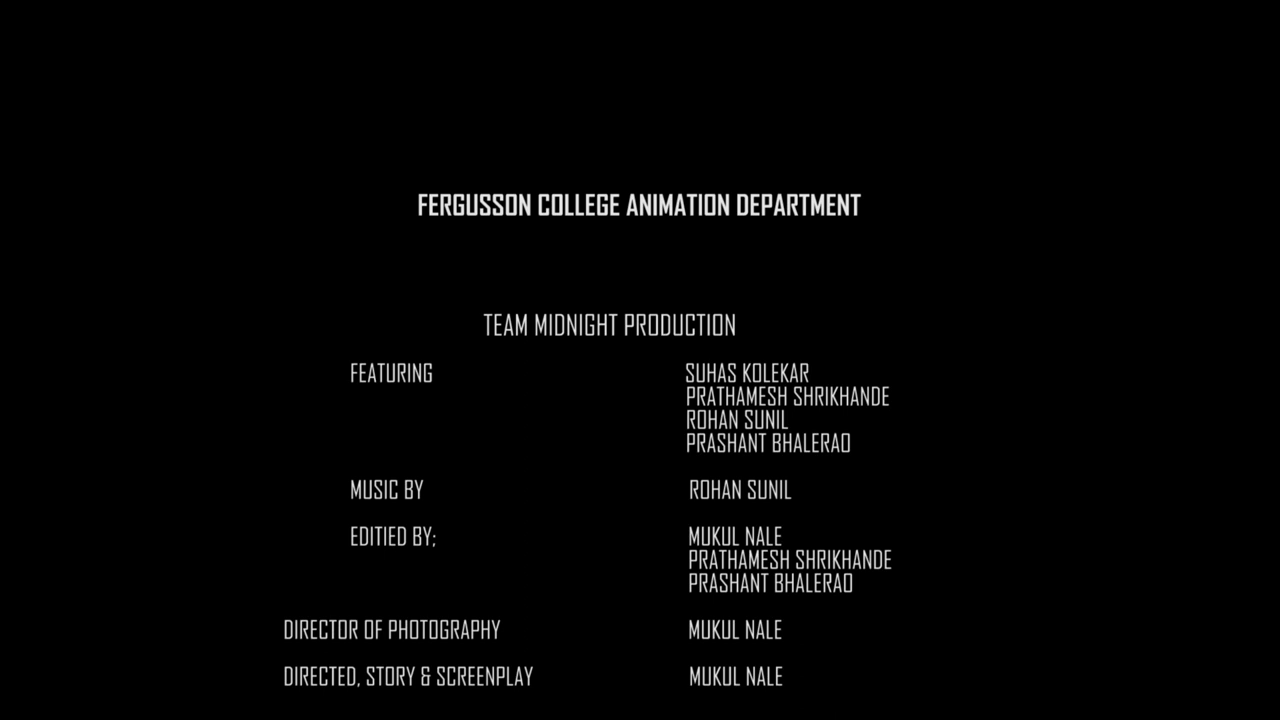 FERGUSSON COLLEGE ANIMATION DEPARTMENT
TEAM MIDNIGHT PRODUCTION
FEATURING SUHAS KOLEKAR
PRATHAMESH SHRIKHANDE
ROHAN SUNIL
PRASHANT BHALERAO
MUSIC BY ROHAN SUNIL
EDITIED BY; MUKUL NALE
PRATHAMESH SHRIKHANDE
PRASHANT BHALERAO
DIRECTOR OF PHOTOGRAPHY MUKUL NALE
DIRECTED, STORY & SCREENPLAY MUKUL NALE